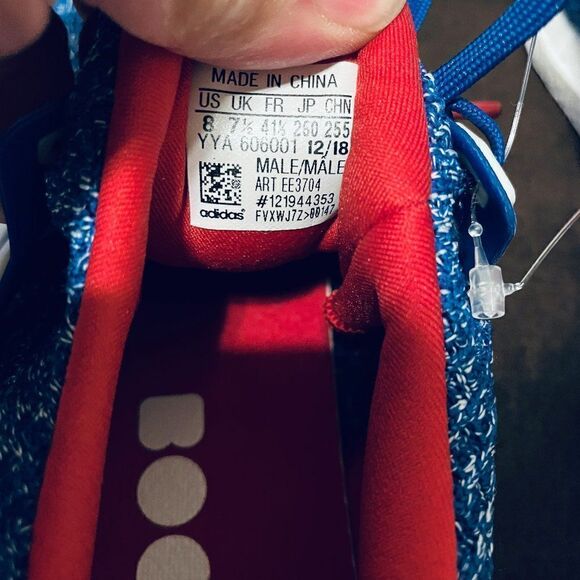 MADE IN CHINA
US UK FR JP CHN
8 7½ 41⅓ 260 255
YYA 606001 12/18
MALE/MÂLE
ART EE3704
#121944353
adidas
FVXWJ7Z>00147
BOO